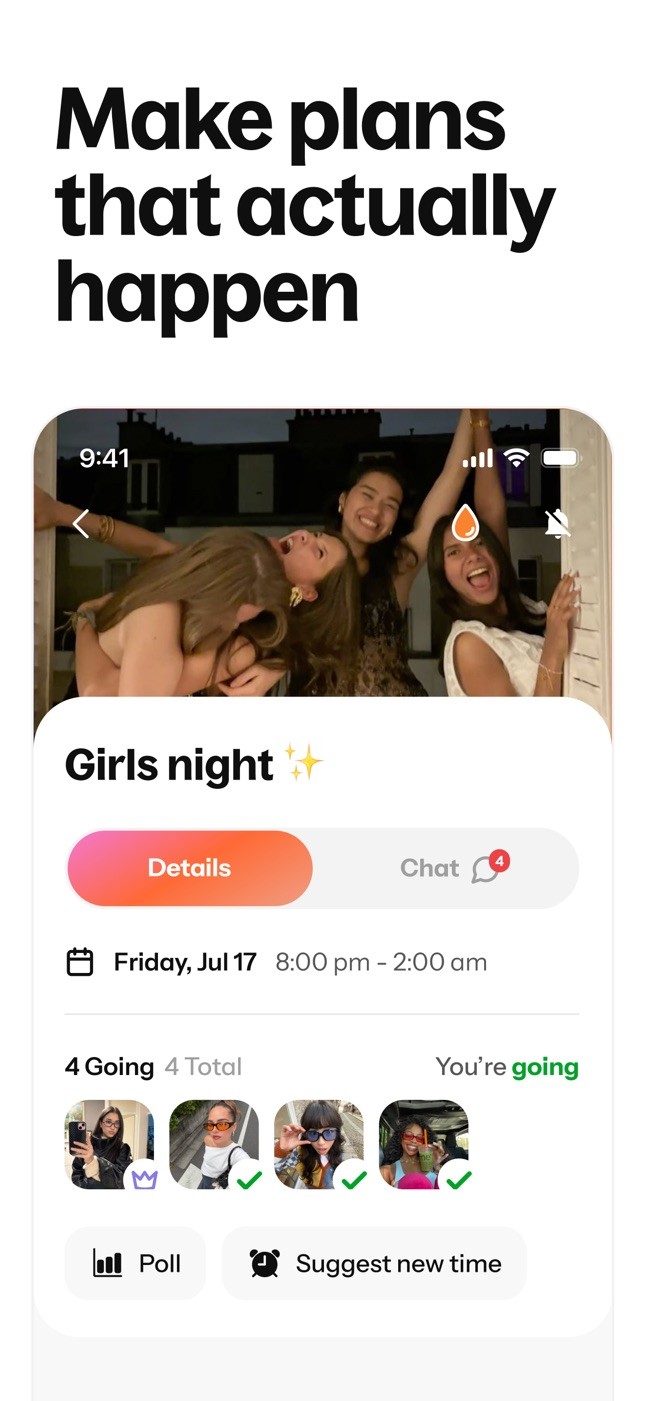 Make plans
that actually
happen
9:41
Girls night ✨
Details
Chat 4
Friday, Jul 17 8:00 pm - 2:00 am
4 Going 4 Total You’re going
Poll
Suggest new time